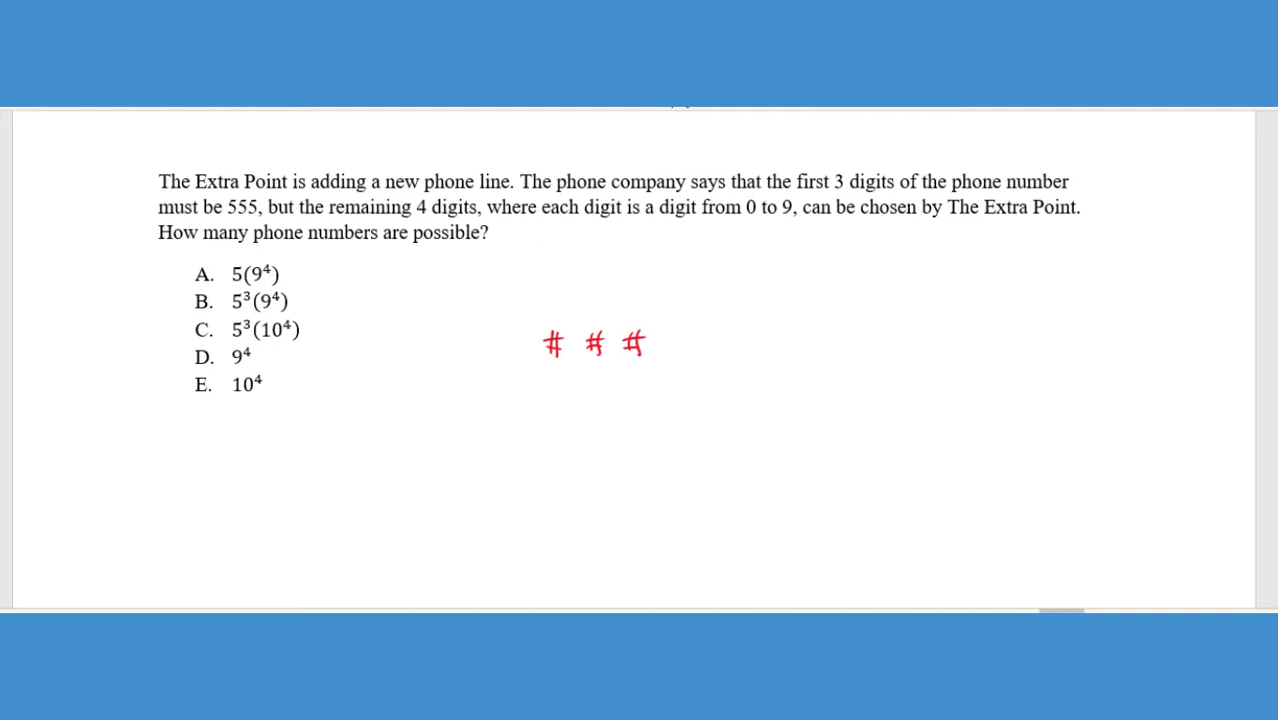 The Extra Point is adding a new phone line. The phone company says that the first 3 digits of the phone number
must be 555, but the remaining 4 digits, where each digit is a digit from 0 to 9, can be chosen by The Extra Point.
How many phone numbers are possible?
A. 5(9⁴)
B. 5³(9⁴)
C. 5³(10⁴)
D. 9⁴
E. 10⁴
# # #